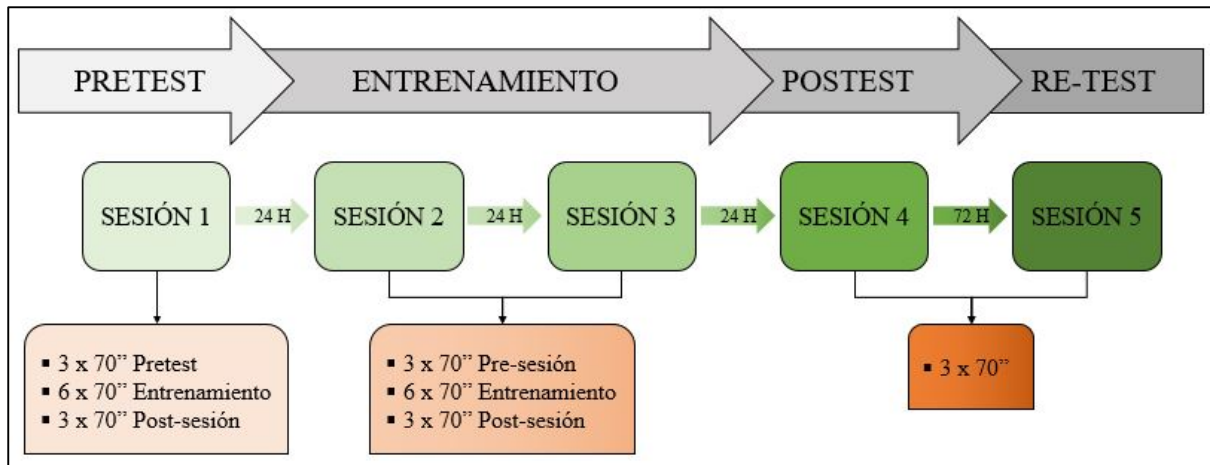 PRETEST
ENTRENAMIENTO
POSTEST
RE-TEST
SESIÓN 1
24 H
SESIÓN 2
24 H
SESIÓN 3
24 H
SESIÓN 4
72 H
SESIÓN 5
▪ 3 x 70” Pretest
▪ 6 x 70” Entrenamiento
▪ 3 x 70” Post-sesión
▪ 3 x 70” Pre-sesión
▪ 6 x 70” Entrenamiento
▪ 3 x 70” Post-sesión
▪ 3 x 70”